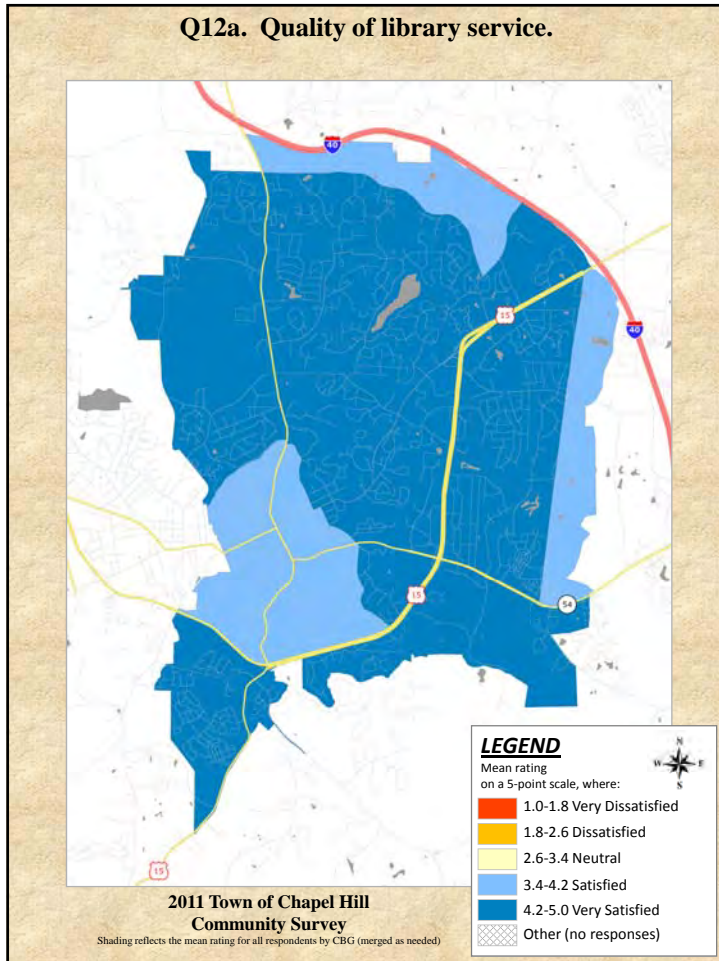 Q12a. Quality of library service.
40
15
40
54
15
15
LEGEND
N
W E
S
Mean rating
on a 5-point scale, where:
1.0-1.8 Very Dissatisfied
1.8-2.6 Dissatisfied
2.6-3.4 Neutral
3.4-4.2 Satisfied
4.2-5.0 Very Satisfied
Other (no responses)
2011 Town of Chapel Hill
Community Survey
Shading reflects the mean rating for all respondents by CBG (merged as needed)